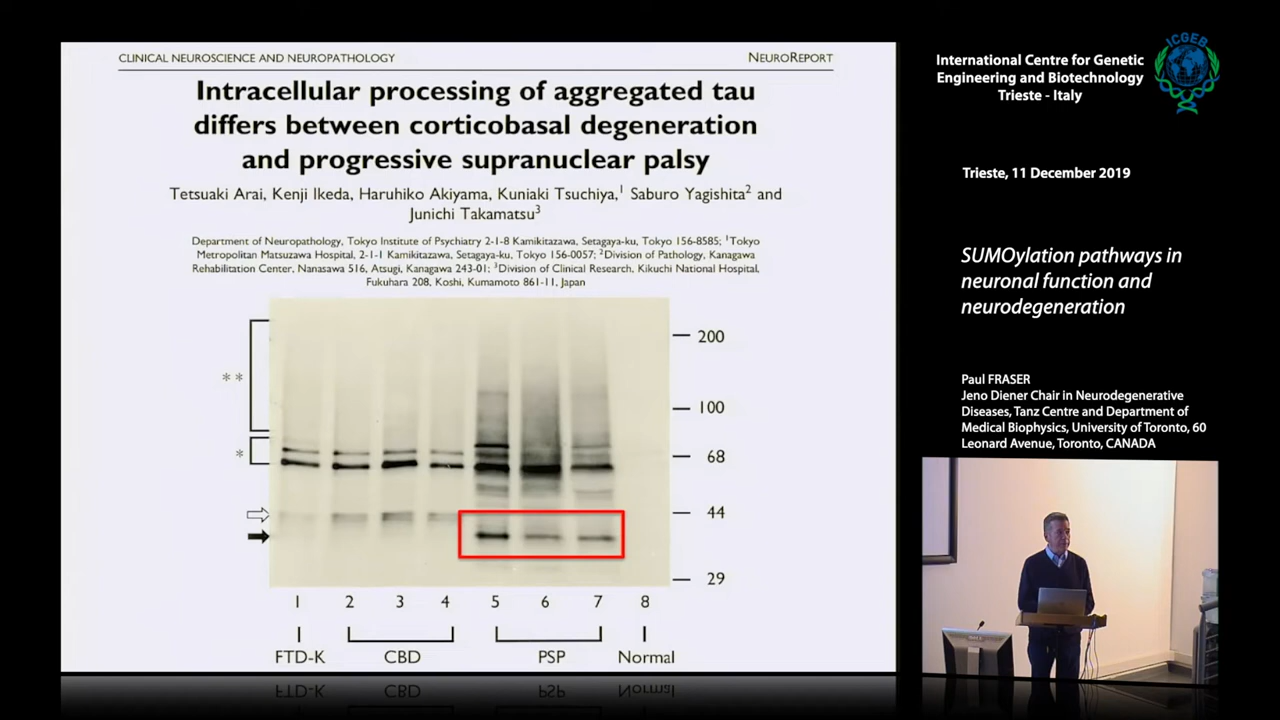 CLINICAL NEUROSCIENCE AND NEUROPATHOLOGY
NEUROREPORT
Intracellular processing of aggregated tau
differs between corticobasal degeneration
and progressive supranuclear palsy
Tetsuaki Arai, Kenji Ikeda, Haruhiko Akiyama, Kuniaki Tsuchiya,1 Saburo Yagishita2 and
Junichi Takamatsu3
Department of Neuropathology, Tokyo Institute of Psychiatry 2-1-8 Kamikitazawa, Setagaya-ku, Tokyo 156-8585; 1Tokyo
Metropolitan Matsuzawa Hospital, 2-1-1 Kamikitazawa, Setagaya-ku, Tokyo 156-0057; 2Division of Pathology, Kanagawa
Rehabilitation Center, Nanasawa 516, Atsugi, Kanagawa 243-01; 3Division of Clinical Research, Kikuchi National Hospital,
Fukuhara 208, Koshi, Kumamoto 861-11, Japan
200
**
100
*
68
44
29
1 2 3 4 5 6 7 8
FTD-K CBD PSP Normal
International Centre for Genetic
Engineering and Biotechnology
Trieste - Italy
ICGEB
Trieste, 11 December 2019
SUMOylation pathways in
neuronal function and
neurodegeneration
Paul FRASER
Jeno Diener Chair in Neurodegenerative
Diseases, Tanz Centre and Department of
Medical Biophysics, University of Toronto, 60
Leonard Avenue, Toronto, CANADA